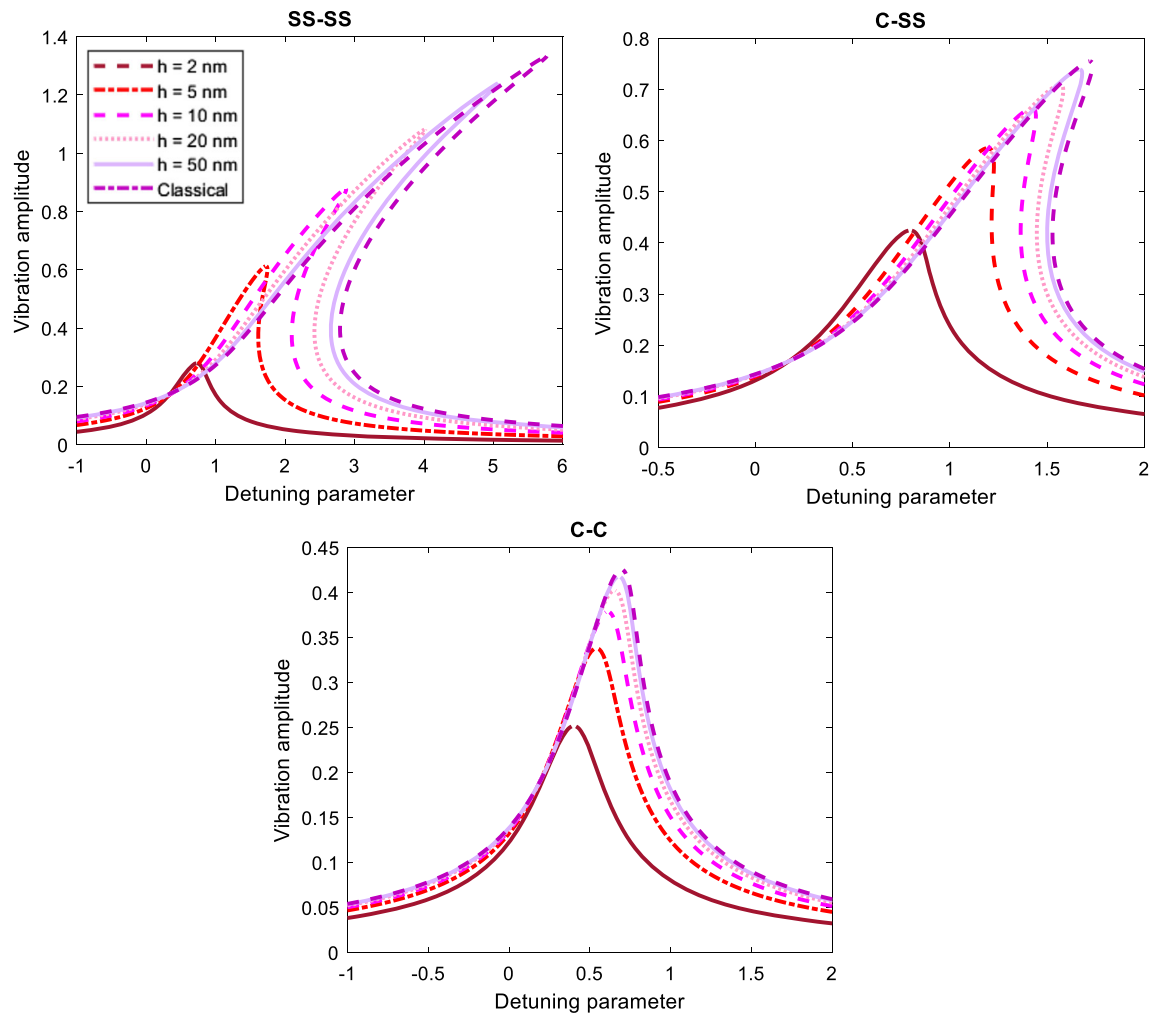 SS-SS
1.4
1.2
1
0.8
0.6
0.4
0.2
0
Vibration amplitude
h = 2 nm
h = 5 nm
h = 10 nm
h = 20 nm
h = 50 nm
Classical
-1 0 1 2 3 4 5 6
Detuning parameter
C-SS
0.8
0.7
0.6
0.5
0.4
0.3
0.2
0.1
0
Vibration amplitude
-0.5 0 0.5 1 1.5 2
Detuning parameter
C-C
0.45
0.4
0.35
0.3
0.25
0.2
0.15
0.1
0.05
0
Vibration amplitude
-1 -0.5 0 0.5 1 1.5 2
Detuning parameter